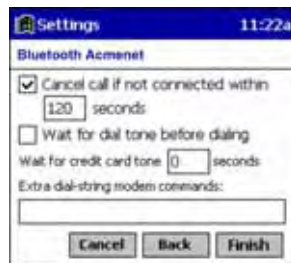 Settings 11:22a
Bluetooth Acmenet
Cancel call if not connected within
120 seconds
Wait for dial tone before dialing
Wait for credit card tone 0 seconds
Extra dial-string modem commands:
Cancel Back Finish